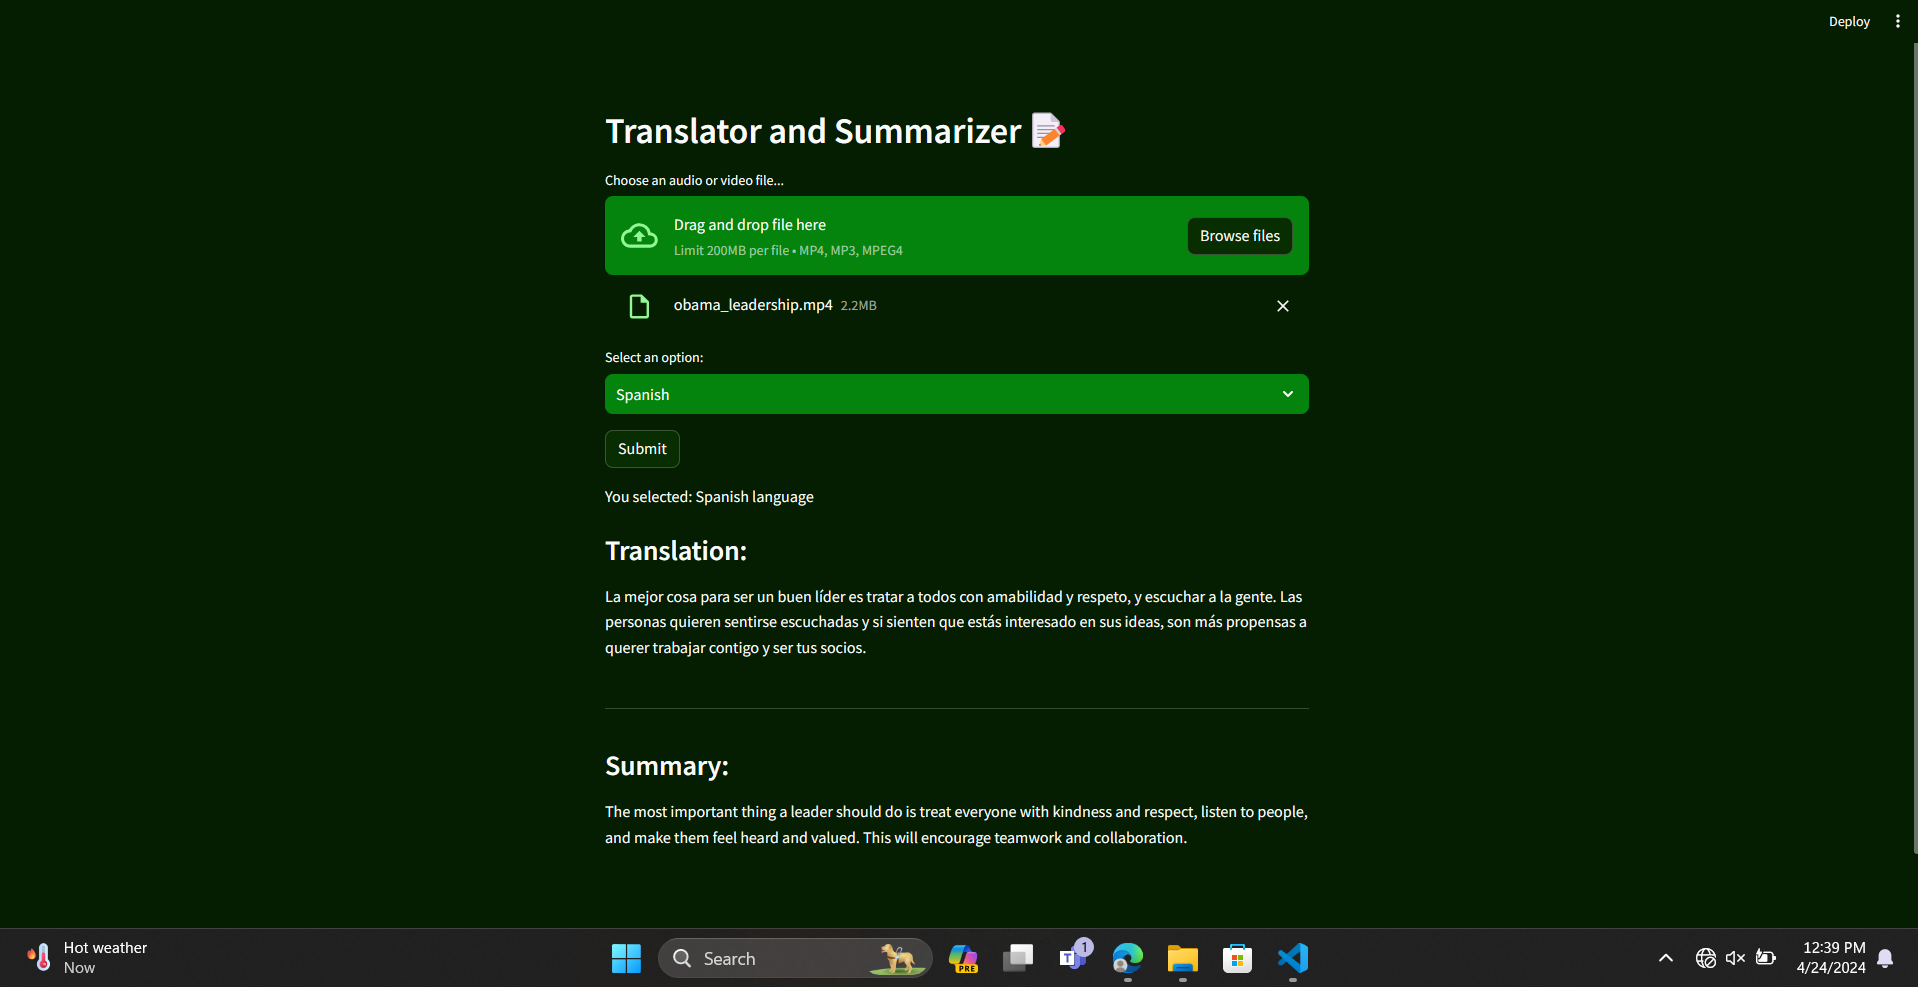 Deploy
Translator and Summarizer
Choose an audio or video file...
Drag and drop file here
Limit 200MB per file • MP4, MP3, MPEG4
Browse files
obama_leadership.mp4 2.2MB
Select an option:
Spanish
Submit
You selected: Spanish language
Translation:
La mejor cosa para ser un buen líder es tratar a todos con amabilidad y respeto, y escuchar a la gente. Las
personas quieren sentirse escuchadas y si sienten que estás interesado en sus ideas, son más propensas a
querer trabajar contigo y ser tus socios.
Summary:
The most important thing a leader should do is treat everyone with kindness and respect, listen to people,
and make them feel heard and valued. This will encourage teamwork and collaboration.
Hot weather
Now
Search
PRE
T
1
12:39 PM
4/24/2024